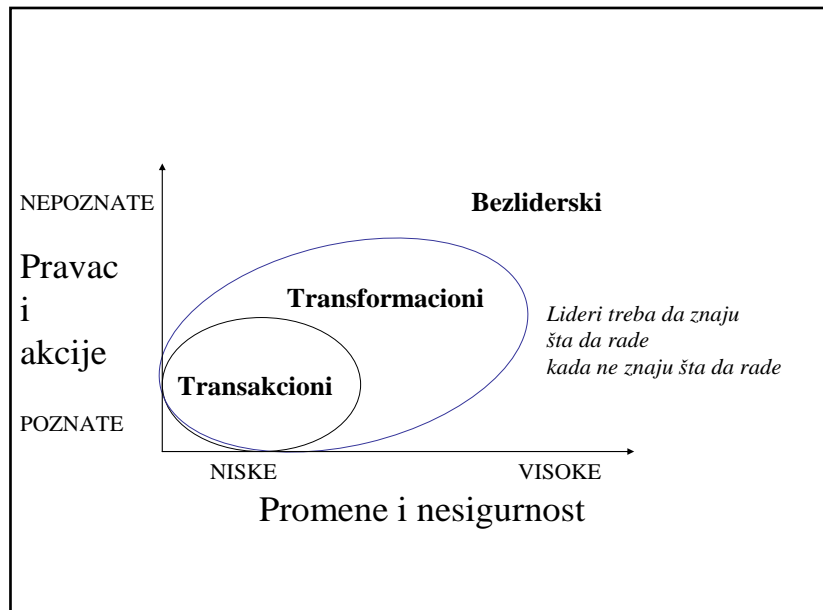 NEPOZNATE
Bezliderski
Pravac
i
akcije
Transformacioni
Lideri treba da znaju
šta da rade
kada ne znaju šta da rade
Transakcioni
POZNATE
NISKE
VISOKE
Promene i nesigurnost